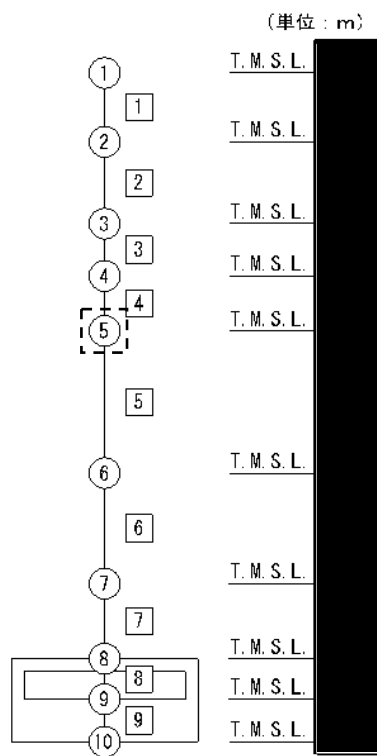 (単位：m)
① T. M. S. L.
1
② T. M. S. L.
2
③ T. M. S. L.
3
④ T. M. S. L.
4
⑤ T. M. S. L.
5
⑥ T. M. S. L.
6
⑦ T. M. S. L.
7
⑧ T. M. S. L.
8
⑨ T. M. S. L.
9
⑩ T. M. S. L.